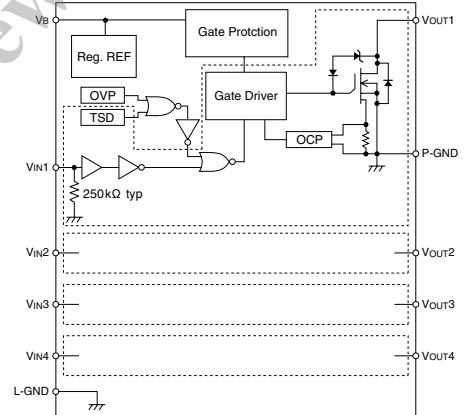 VB
Gate Protction
VOUT1
Reg. REF
OVP
TSD
Gate Driver
OCP
P-GND
VIN1
250kΩ typ
VIN2
VOUT2
VIN3
VOUT3
VIN4
VOUT4
L-GND